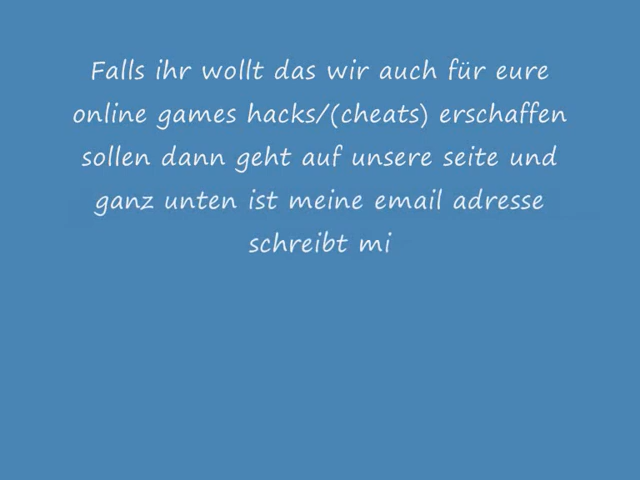 Falls ihr wollt das wir auch für eure
online games hacks/(cheats) erschaffen
sollen dann geht auf unsere seite und
ganz unten ist meine email adresse
schreibt mi